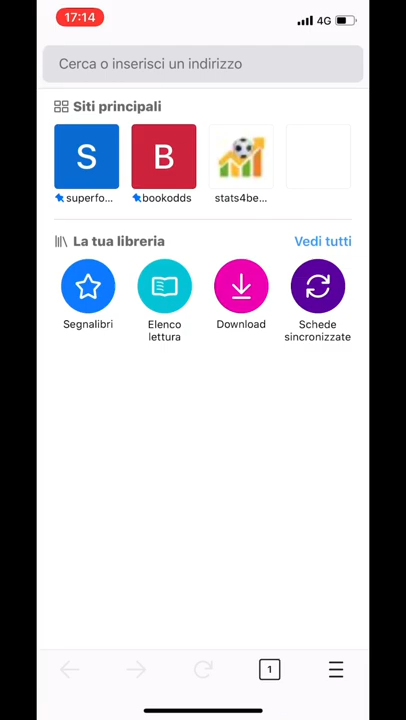 17:14
4G
Cerca o inserisci un indirizzo
Siti principali
S
B
superfo...
bookodds
stats4be...
La tua libreria
Vedi tutti
Segnalibri
Elenco
lettura
Download
Schede
sincronizzate
1